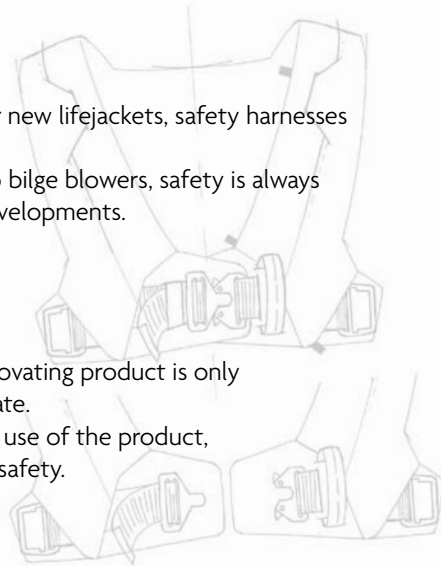 new lifejackets, safety harnesses
bilge blowers, safety is always
velopments.
ovating product is only
ate.
use of the product,
safety.